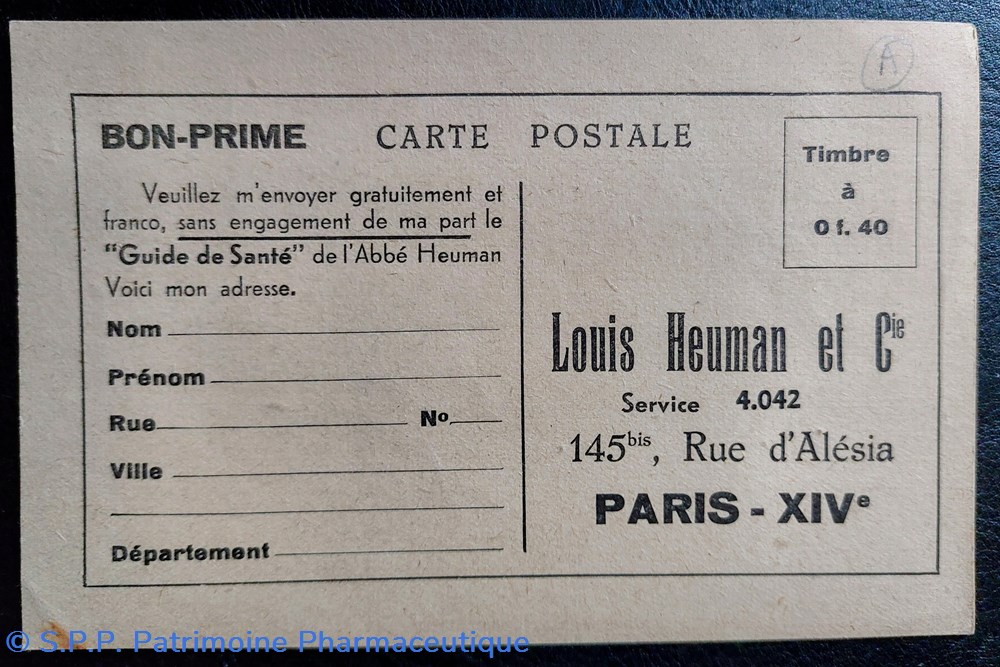 A
BON-PRIME
CARTE POSTALE
Timbre
à
0 f. 40
Veuillez m'envoyer gratuitement et
franco, sans engagement de ma part le
"Guide de Santé" de l'Abbé Heuman
Voici mon adresse.
Nom
Prénom
Rue Nº
Ville
Département
Louis Heuman et Cie
Service 4.042
145bis, Rue d'Alésia
PARIS - XIVe
© S.P.P. Patrimoine Pharmaceutique